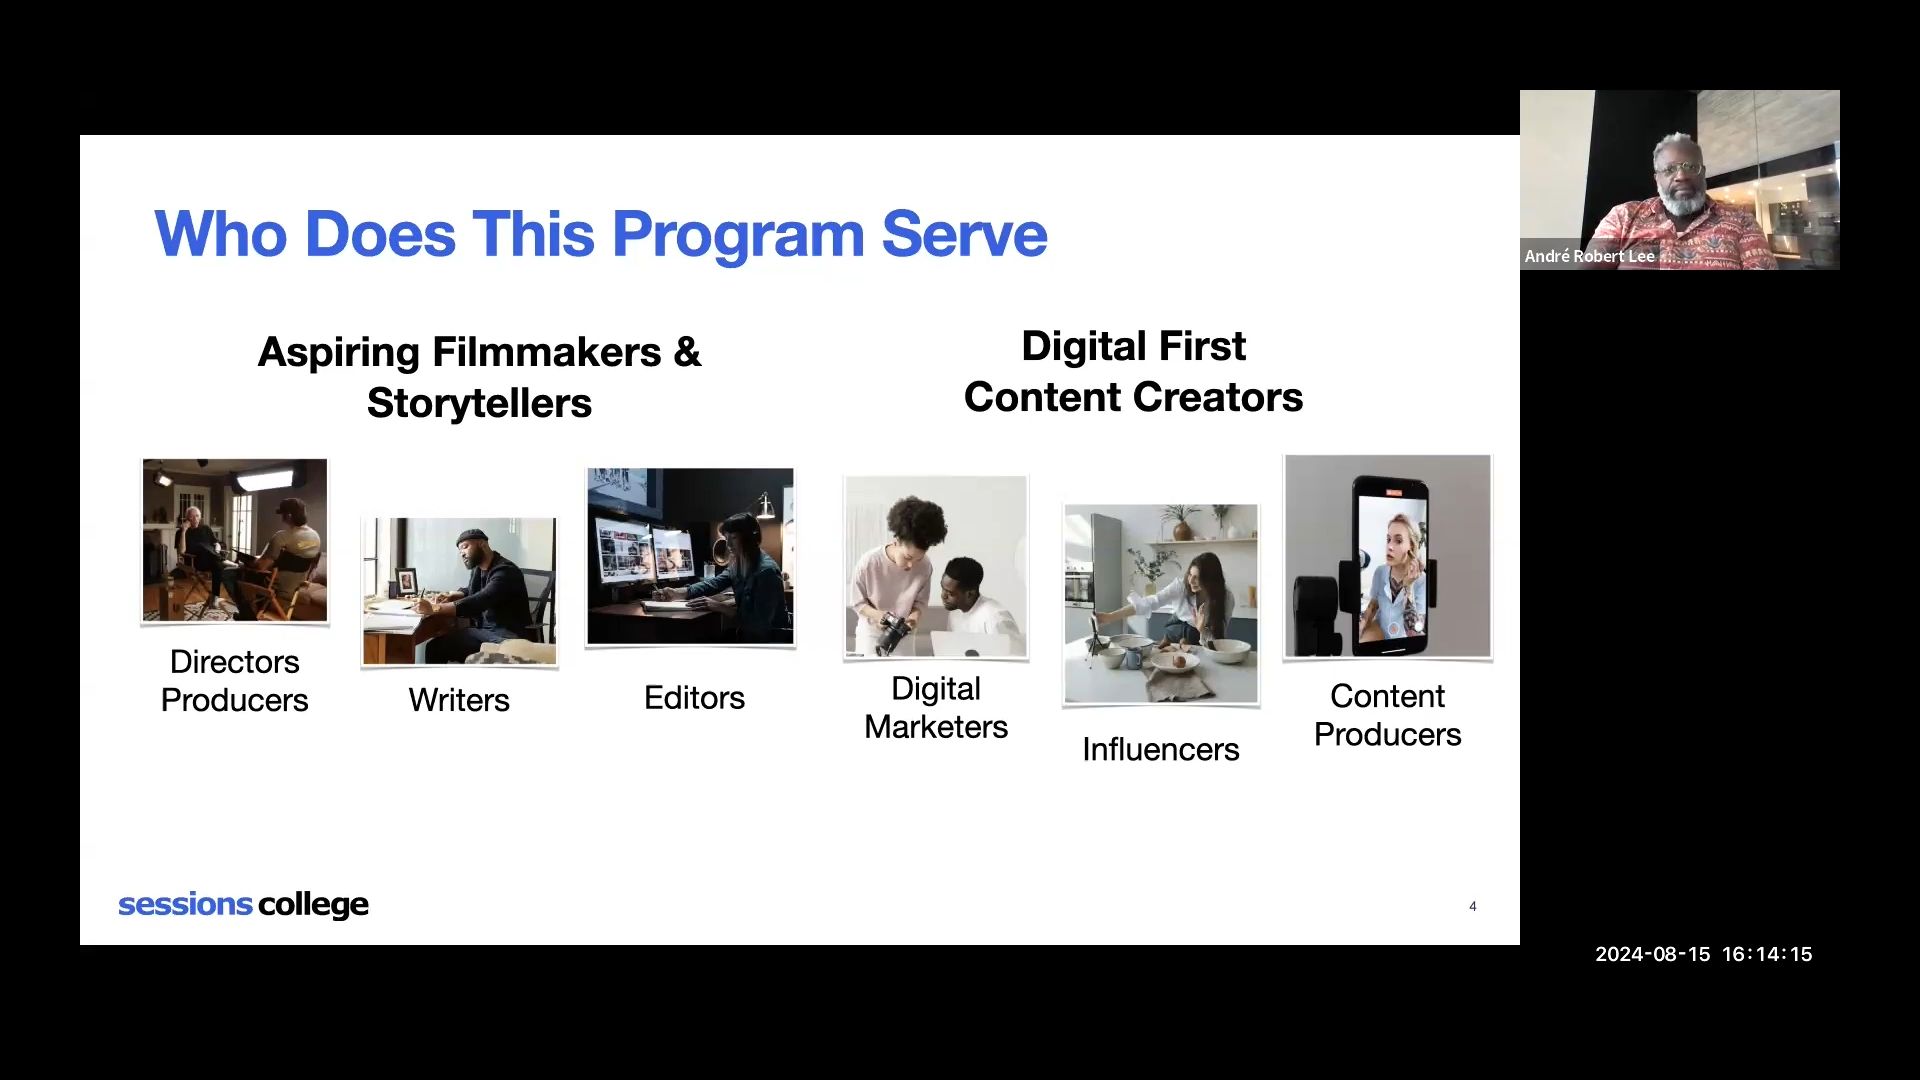 Who Does This Program Serve
Aspiring Filmmakers &
Storytellers
Digital First
Content Creators
Directors
Producers
Writers
Editors
Digital
Marketers
Influencers
Content
Producers
sessions college
4
André Robert Lee
2024-08-15 16:14:15